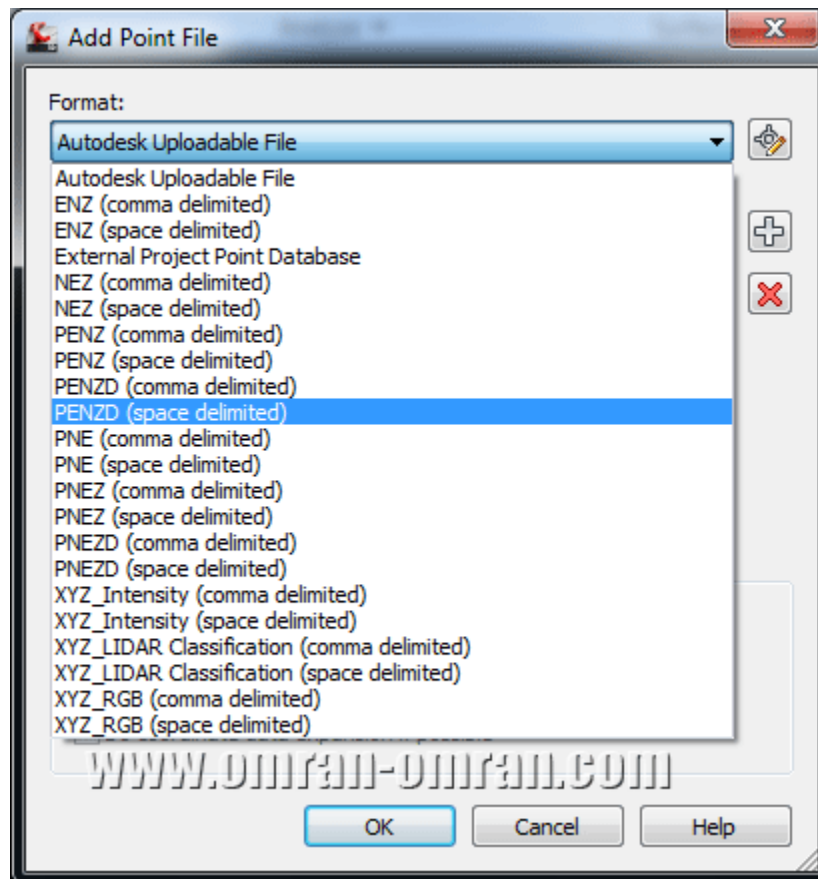 Add Point File
Format:
Autodesk Uploadable File
Autodesk Uploadable File
ENZ (comma delimited)
ENZ (space delimited)
External Project Point Database
NEZ (comma delimited)
NEZ (space delimited)
PENZ (comma delimited)
PENZ (space delimited)
PENZD (comma delimited)
PENZD (space delimited)
PNE (comma delimited)
PNE (space delimited)
PNEZ (comma delimited)
PNEZ (space delimited)
PNEZD (comma delimited)
PNEZD (space delimited)
XYZ_Intensity (comma delimited)
XYZ_Intensity (space delimited)
XYZ_LIDAR Classification (comma delimited)
XYZ_LIDAR Classification (space delimited)
XYZ_RGB (comma delimited)
XYZ_RGB (space delimited)
www.omran-omran.com
OK Cancel Help